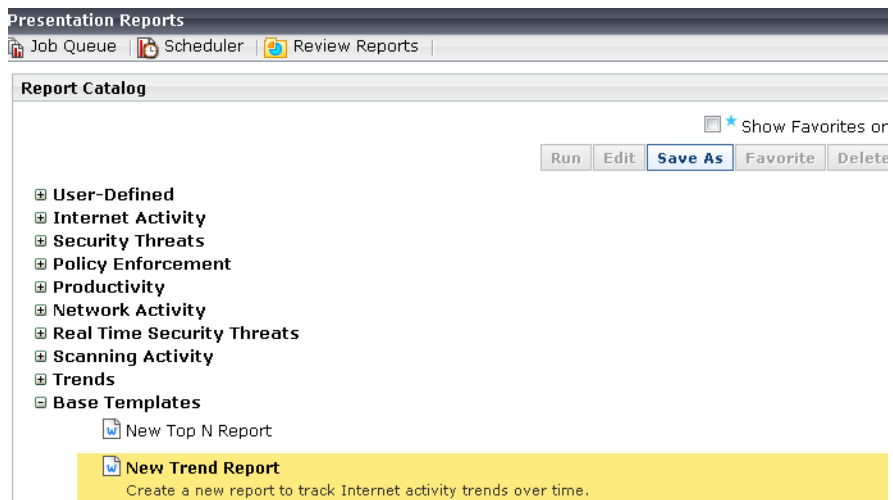 Presentation Reports
Job Queue | Scheduler | Review Reports |
Report Catalog
Show Favorites or
Run Edit Save As Favorite Delete
User-Defined
Internet Activity
Security Threats
Policy Enforcement
Productivity
Network Activity
Real Time Security Threats
Scanning Activity
Trends
Base Templates
New Top N Report
New Trend Report
Create a new report to track Internet activity trends over time.